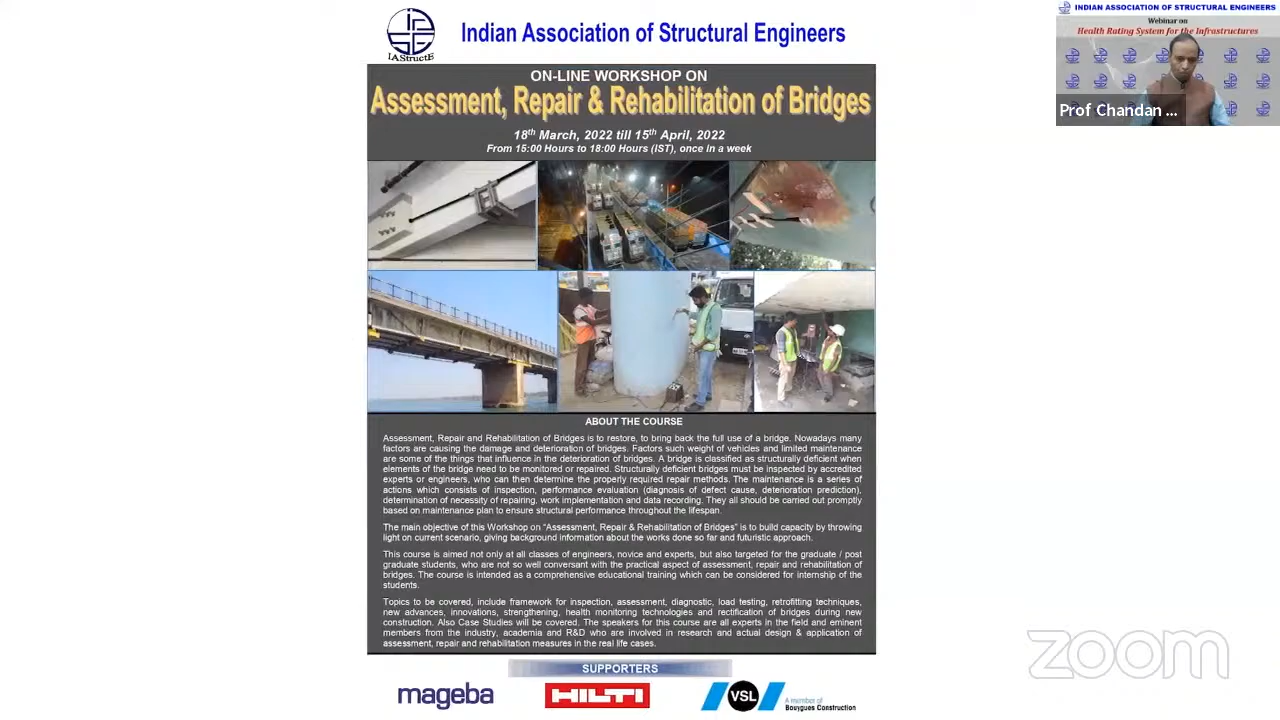 IAStructE
Indian Association of Structural Engineers
ON-LINE WORKSHOP ON
Assessment, Repair & Rehabilitation of Bridges
18th March, 2022 till 15th April, 2022
From 15:00 Hours to 18:00 Hours (IST), once in a week
ABOUT THE COURSE
Assessment, Repair and Rehabilitation of Bridges is to restore, to bring back the full use of a bridge. Nowadays many
factors are causing the damage and deterioration of bridges. Factors such weight of vehicles and limited maintenance
are some of the things that influence in the deterioration of bridges. A bridge is classified as structurally deficient when
elements of the bridge need to be monitored or repaired. Structurally deficient bridges must be inspected by accredited
experts or engineers, who can then determine the properly required repair methods. The maintenance is a series of
actions which consists of inspection, performance evaluation (diagnosis of defect cause, deterioration prediction),
determination of necessity of repairing, work implementation and data recording. They all should be carried out promptly
based on maintenance plan to ensure structural performance throughout the lifespan.
The main objective of this Workshop on “Assessment, Repair & Rehabilitation of Bridges” is to build capacity by throwing
light on current scenario, giving background information about the works done so far and futuristic approach.
This course is aimed not only at all classes of engineers, novice and experts, but also targeted for the graduate / post
graduate students, who are not so well conversant with the practical aspect of assessment, repair and rehabilitation of
bridges. The course is intended as a comprehensive educational training which can be considered for internship of the
students.
Topics to be covered, include framework for inspection, assessment, diagnostic, load testing, retrofitting techniques,
new advances, innovations, strengthening, health monitoring technologies and rectification of bridges during new
construction. Also Case Studies will be covered. The speakers for this course are all experts in the field and eminent
members from the industry, academia and R&D who are involved in research and actual design & application of
assessment, repair and rehabilitation measures in the real life cases.
SUPPORTERS
mageba
HILTI
VSL
A member of
Bouygues Construction
INDIAN ASSOCIATION OF STRUCTURAL ENGINEERS
Webinar on
Health Rating System for the Infrastructures
Prof Chandan ...
zoom